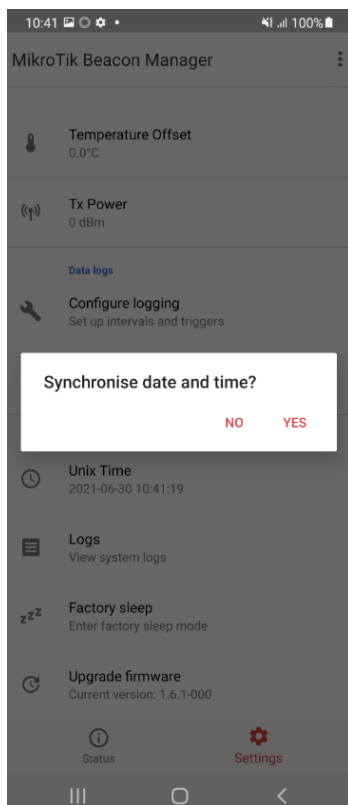 10:41
100%
MikroTik Beacon Manager
Temperature Offset
0.0°C
Tx Power
0 dBm
Data logs
Configure logging
Set up intervals and triggers
Synchronise date and time?
NO YES
Unix Time
2021-06-30 10:41:19
Logs
View system logs
zzZ
Factory sleep
Enter factory sleep mode
Upgrade firmware
Current version: 1.6.1-000
Status
Settings